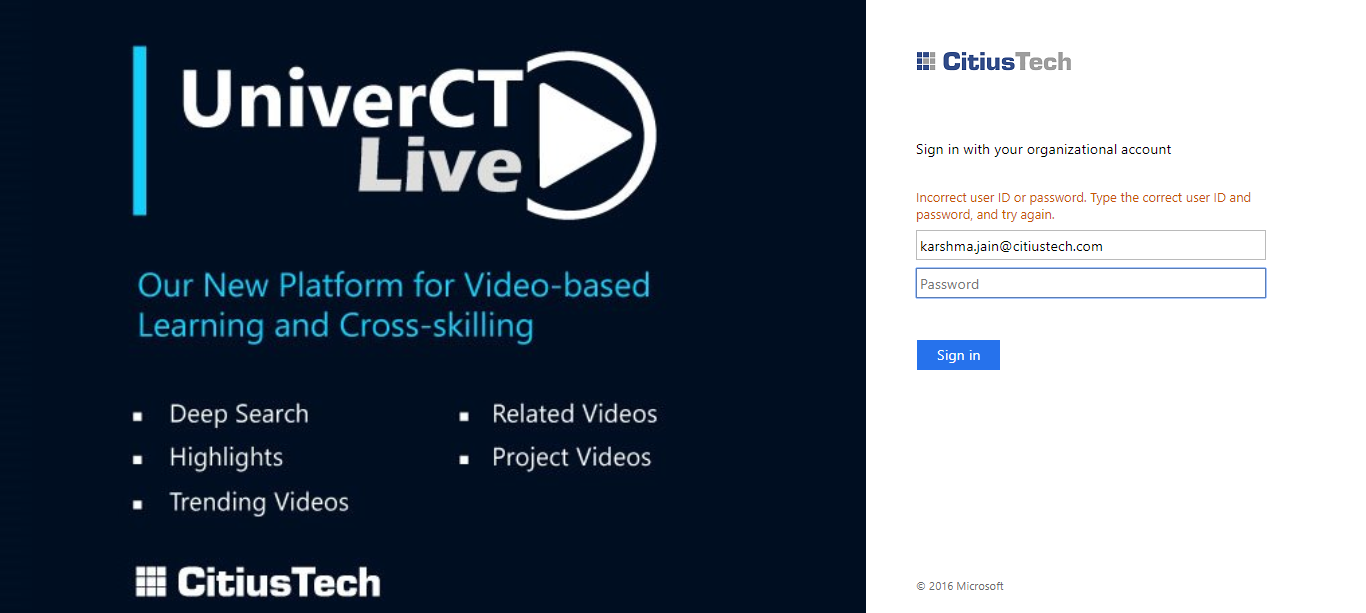 UniverCT
Live
Our New Platform for Video-based
Learning and Cross-skilling
Deep Search
Highlights
Trending Videos
Related Videos
Project Videos
CitiusTech
CitiusTech
Sign in with your organizational account
Incorrect user ID or password. Type the correct user ID and
password, and try again.
karshma.jain@citiustech.com
Password
Sign in
© 2016 Microsoft